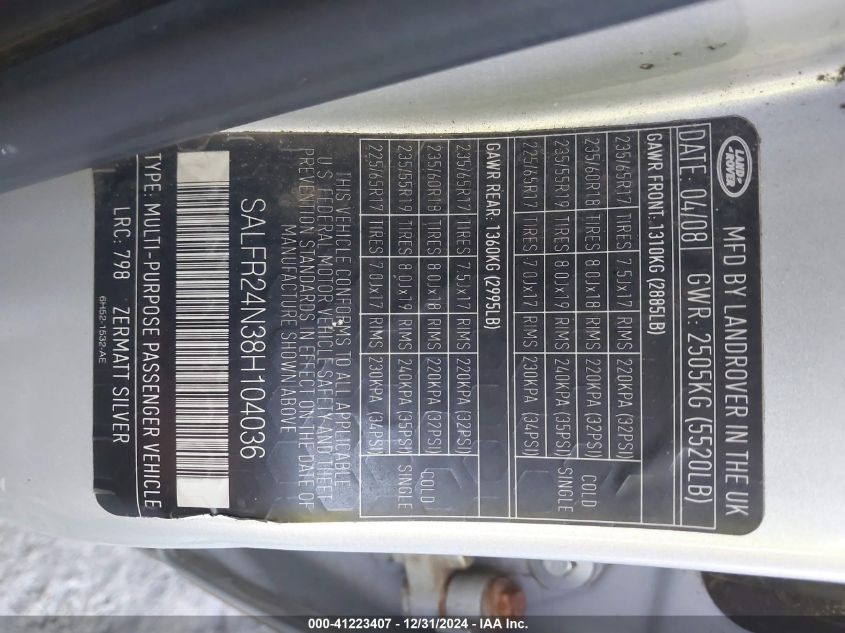 LAND-
ROVER
MFD BY LANDROVER IN THE UK
DATE: 04/08 GWR: 2505KG (5520LB)
GAWR FRONT: 1310KG (2885LB)
235/65R17 TIRES 7.5Jx17 RIMS 220KPA (32PSI)
235/60R18 TIRES 8.0Jx18 RIMS 220KPA (32PSI) COLD
235/55R19 TIRES 8.0Jx19 RIMS 240KPA (35PSI) SINGLE
225/65R17 TIRES 7.0Jx17 RIMS 230KPA (34PSI)
GAWR REAR: 1360KG (2995LB)
235/65R17 TIRES 7.5Jx17 RIMS 220KPA (32PSI)
235/60R18 TIRES 8.0Jx18 RIMS 220KPA (32PSI) COLD
235/55R19 TIRES 8.0Jx19 RIMS 240KPA (35PSI) SINGLE
225/65R17 TIRES 7.0Jx17 RIMS 230KPA (34PSI)
THIS VEHICLE CONFORMS TO ALL APPLICABLE
U.S. FEDERAL MOTOR VEHICLE SAFETY AND THEFT
PREVENTION STANDARDS IN EFFECT ON THE DATE OF
MANUFACTURE SHOWN ABOVE
SALFR24N38H104036
TYPE: MULTI-PURPOSE PASSENGER VEHICLE
LRC: 798 ZERMATT SILVER
6H52-1532-AE
000-41223407 - 12/31/2024 - IAA Inc.